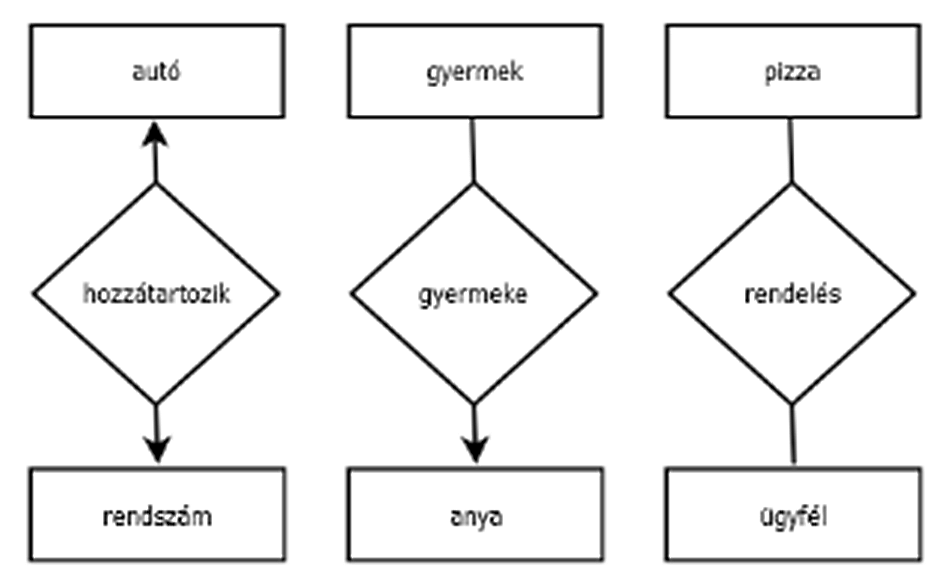 autó
gyermek
pizza
hozzátartozik
gyermeke
rendelés
rendszám
anya
ügyfél